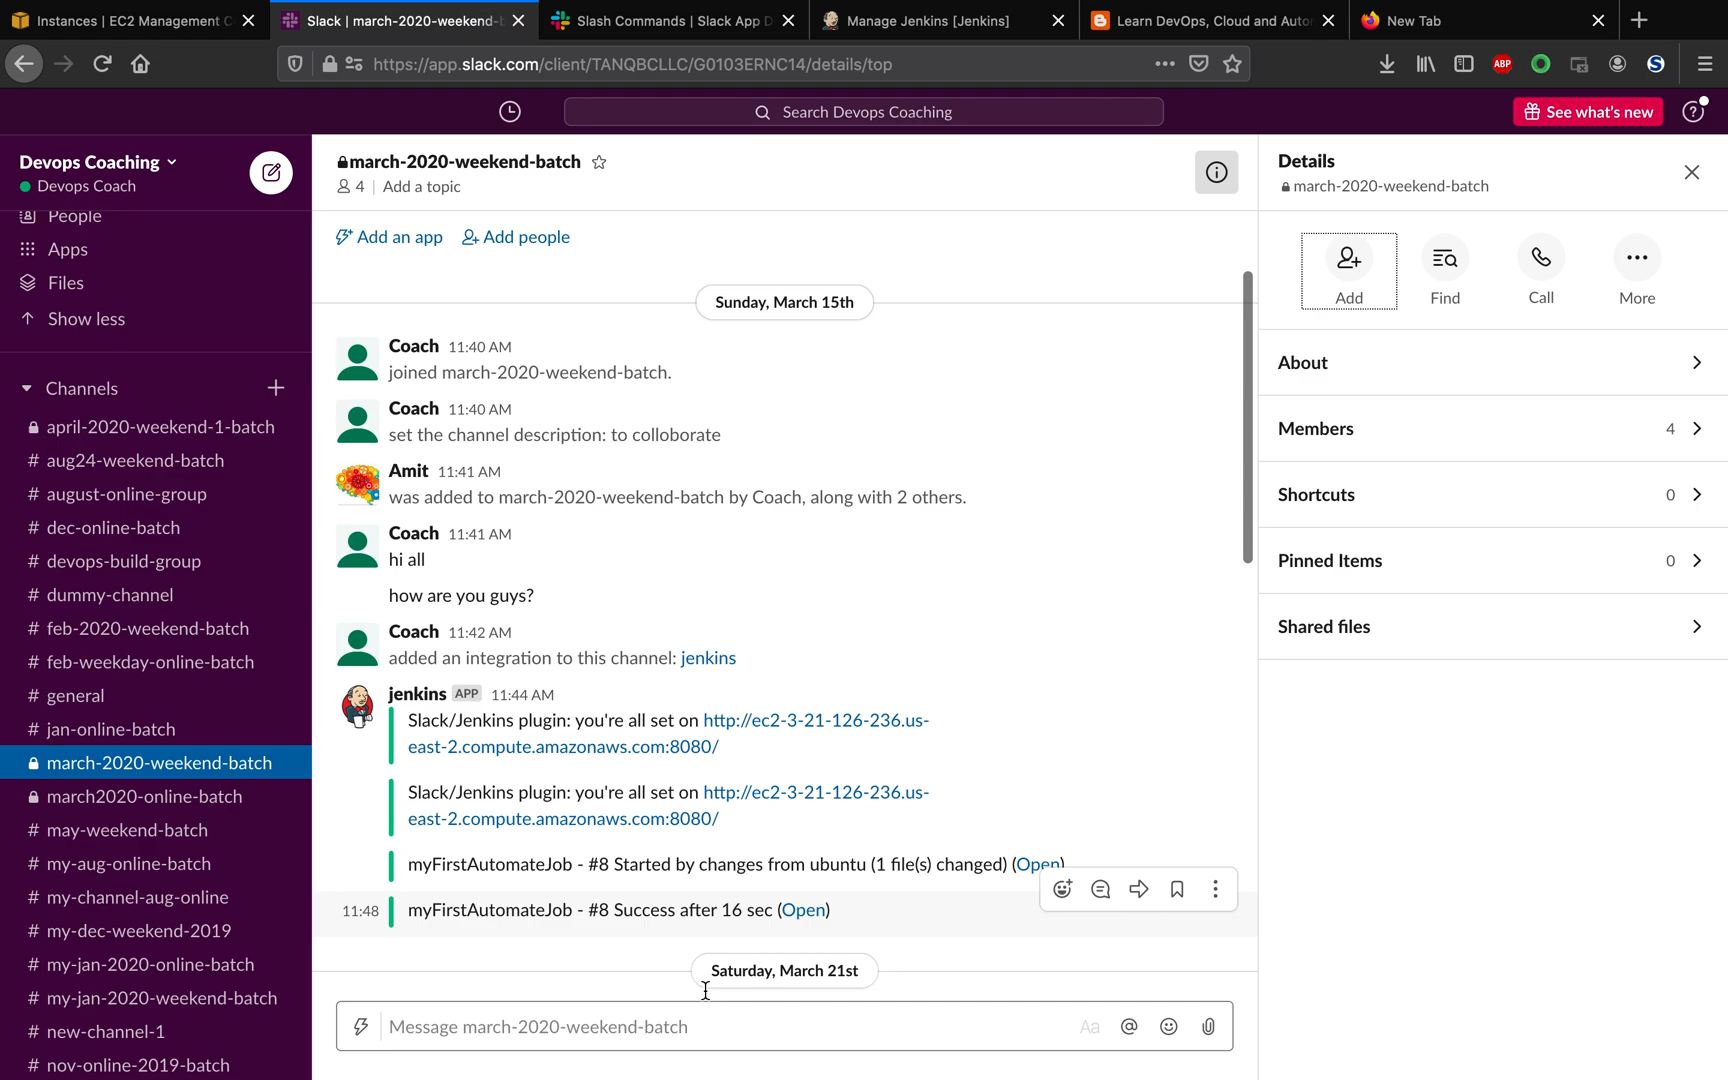 Instances | EC2 Management C
Slack | march-2020-weekend-b
Slash Commands | Slack App D
Manage Jenkins [Jenkins]
Learn DevOps, Cloud and Auto
New Tab
https://app.slack.com/client/TANQBCLLC/G0103ERNC14/details/top
ABP
S
Search Devops Coaching
See what's new
Devops Coaching
Devops Coach
People
Apps
Files
Show less
Channels
april-2020-weekend-1-batch
# aug24-weekend-batch
# august-online-group
# dec-online-batch
# devops-build-group
# dummy-channel
# feb-2020-weekend-batch
# feb-weekday-online-batch
# general
# jan-online-batch
march-2020-weekend-batch
march2020-online-batch
# may-weekend-batch
# my-aug-online-batch
# my-channel-aug-online
# my-dec-weekend-2019
# my-jan-2020-online-batch
# my-jan-2020-weekend-batch
# new-channel-1
# nov-online-2019-batch
march-2020-weekend-batch
4 | Add a topic
Add an app Add people
Sunday, March 15th
Coach 11:40 AM
joined march-2020-weekend-batch.
Coach 11:40 AM
set the channel description: to colloborate
Amit 11:41 AM
was added to march-2020-weekend-batch by Coach, along with 2 others.
Coach 11:41 AM
hi all
how are you guys?
Coach 11:42 AM
added an integration to this channel: jenkins
jenkins APP 11:44 AM
Slack/Jenkins plugin: you're all set on http://ec2-3-21-126-236.us-
east-2.compute.amazonaws.com:8080/
Slack/Jenkins plugin: you're all set on http://ec2-3-21-126-236.us-
east-2.compute.amazonaws.com:8080/
myFirstAutomateJob - #8 Started by changes from ubuntu (1 file(s) changed) (Open)
11:48 myFirstAutomateJob - #8 Success after 16 sec (Open)
Saturday, March 21st
Message march-2020-weekend-batch
Aa
Details
march-2020-weekend-batch
Add
Find
Call
More
About
Members 4
Shortcuts 0
Pinned Items 0
Shared files